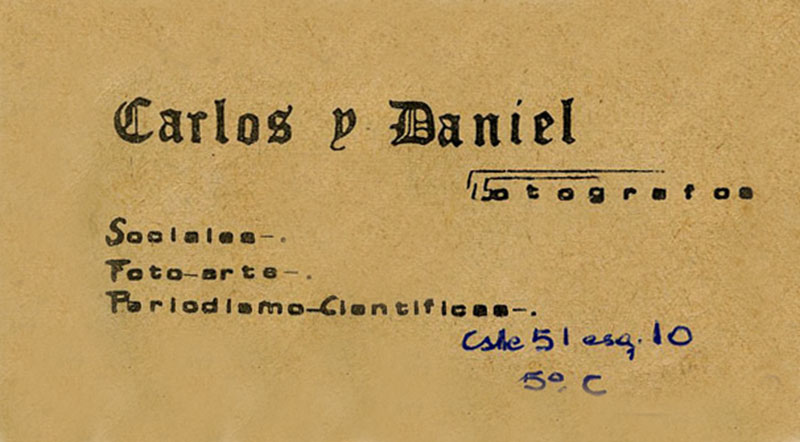 Carlos y Daniel
Fotografos
Sociales-.
Foto-arte-.
Periodismo-Cientificas-.
Calle 51 esq. 10
5º C